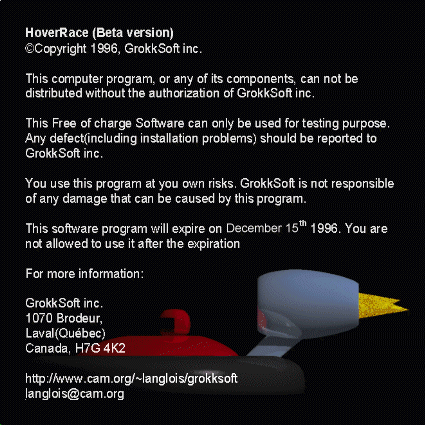 HoverRace (Beta version)
©Copyright 1996, GrokkSoft inc.
This computer program, or any of its components, can not be
distributed without the authorization of GrokkSoft inc.
This Free of charge Software can only be used for testing purpose.
Any defect(including installation problems) should be reported to
GrokkSoft inc.
You use this program at you own risks. GrokkSoft is not responsible
of any damage that can be caused by this program.
This software program will expire on December 15th 1996. You are
not allowed to use it after the expiration
For more information:
GrokkSoft inc.
1070 Brodeur,
Laval(Québec)
Canada, H7G 4K2
http://www.cam.org/~langlois/grokksoft
langlois@cam.org